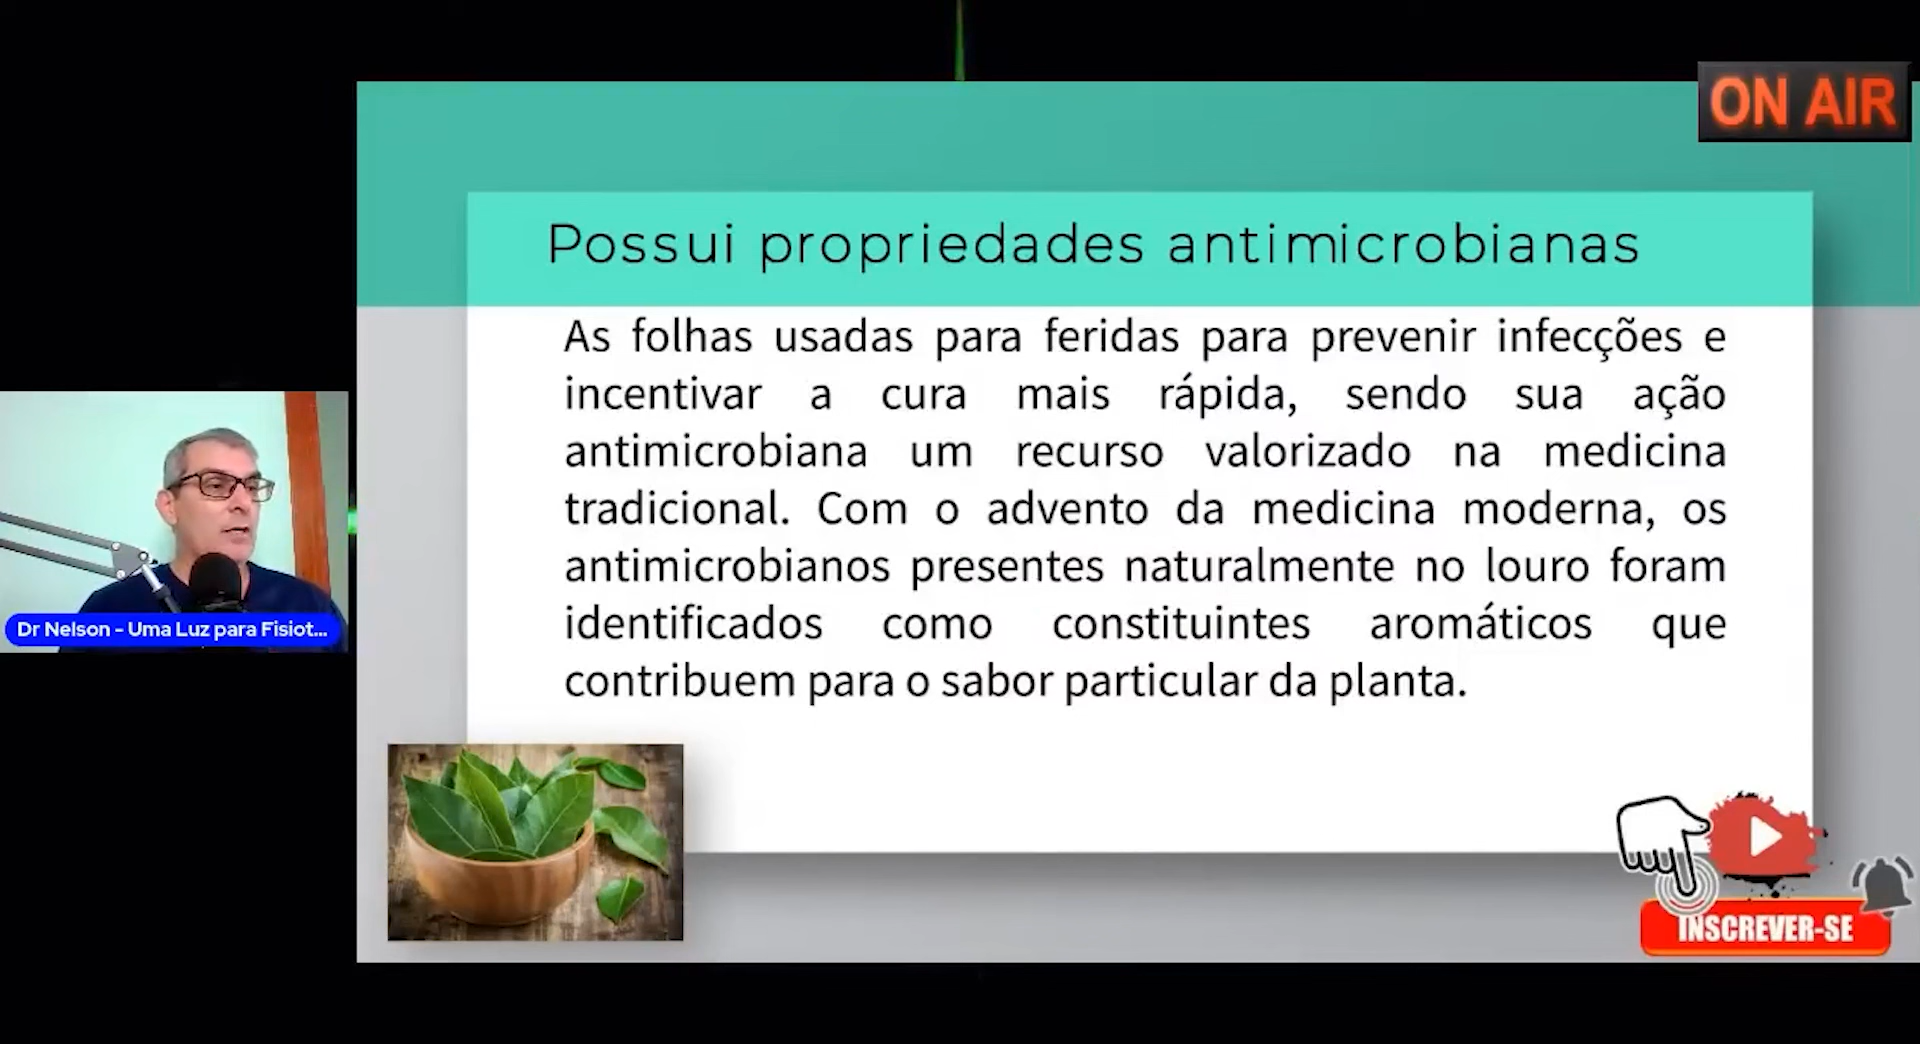 ON AIR
Possui propriedades antimicrobianas
As folhas usadas para feridas para prevenir infecções e
incentivar a cura mais rápida, sendo sua ação
antimicrobiana um recurso valorizado na medicina
tradicional. Com o advento da medicina moderna, os
antimicrobianos presentes naturalmente no louro foram
identificados como constituintes aromáticos que
contribuem para o sabor particular da planta.
Dr Nelson - Uma Luz para Fisiot...
INSCREVER-SE